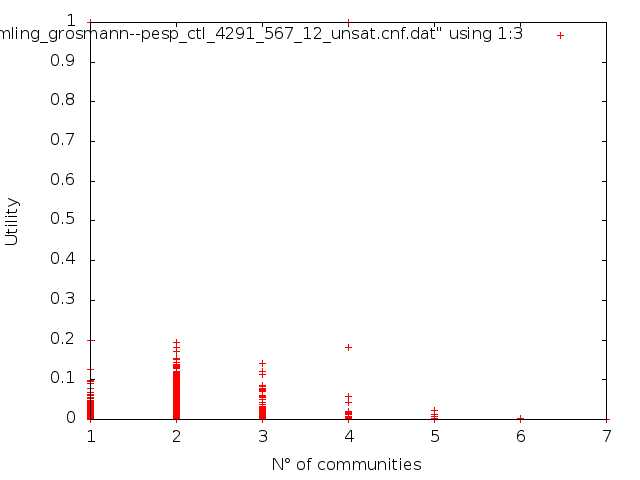 1
mling_grosmann--pesp_ctl_4291_567_12_unsat.cnf.dat" using 1:3
0.9
0.8
0.7
0.6
0.5
Utility
0.4
0.3
0.2
0.1
0
1 2 3 4 5 6 7
N° of communities